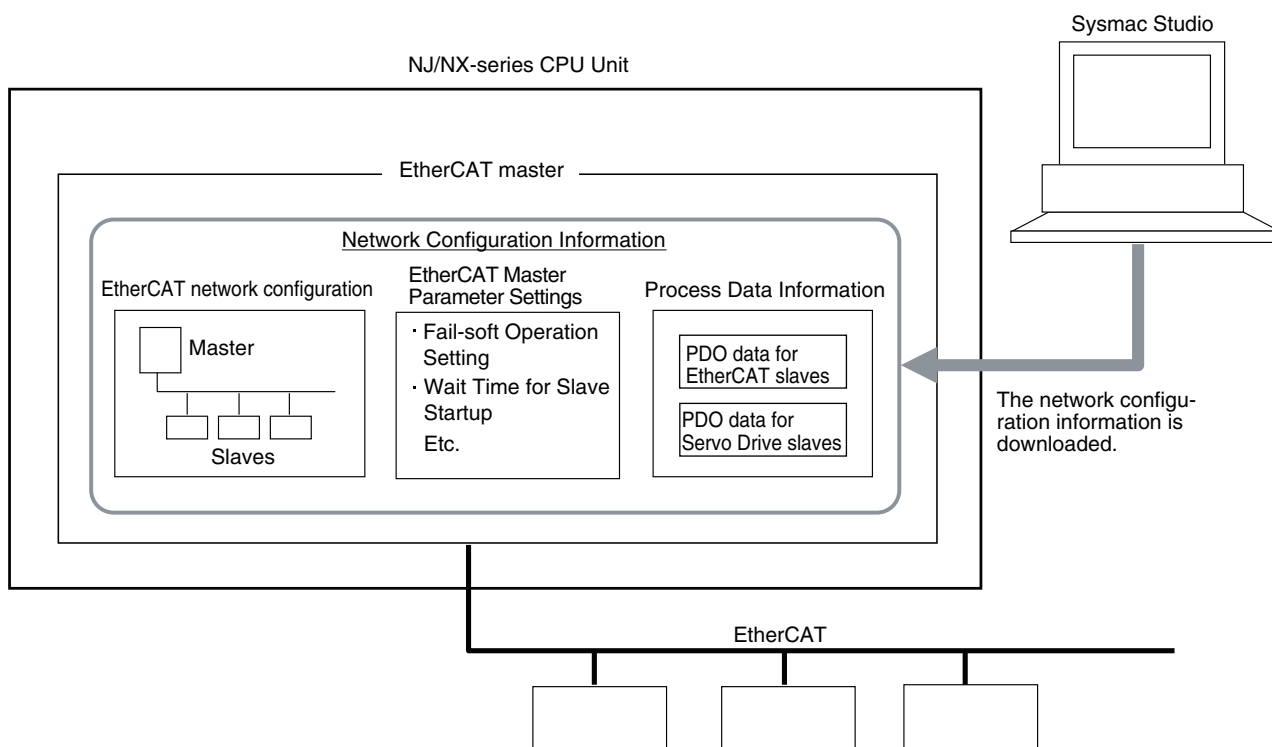 Sysmac Studio
NJ/NX-series CPU Unit
EtherCAT master
Network Configuration Information
EtherCAT network configuration
Master
Slaves
EtherCAT Master
Parameter Settings
· Fail-soft Operation
Setting
· Wait Time for Slave
Startup
Etc.
Process Data Information
PDO data for
EtherCAT slaves
PDO data for
Servo Drive slaves
The network configu-
ration information is
downloaded.
EtherCAT